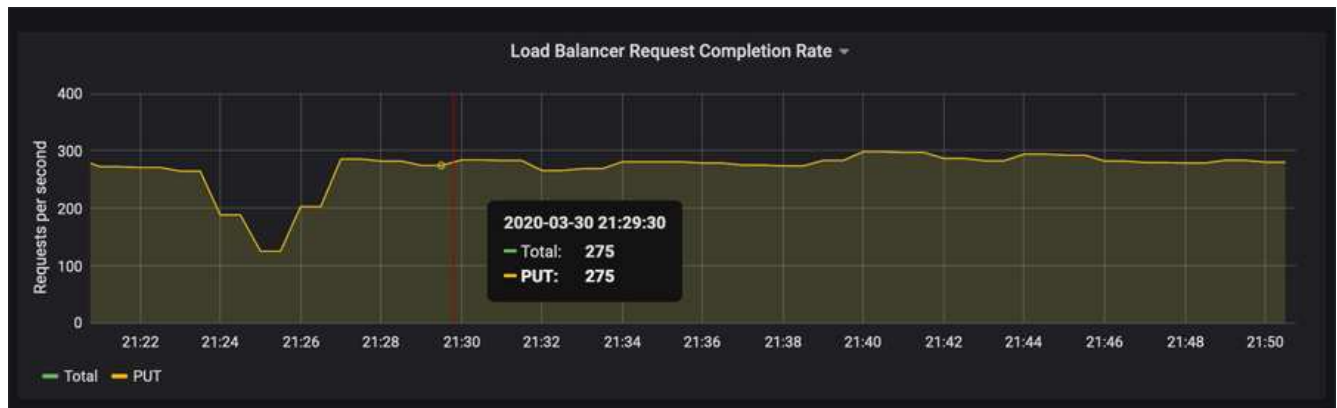 Load Balancer Request Completion Rate
Requests per second
400
300
200
100
0
2020-03-30 21:29:30
Total: 275
PUT: 275
21:22 21:24 21:26 21:28 21:30 21:32 21:34 21:36 21:38 21:40 21:42 21:44 21:46 21:48 21:50
Total PUT